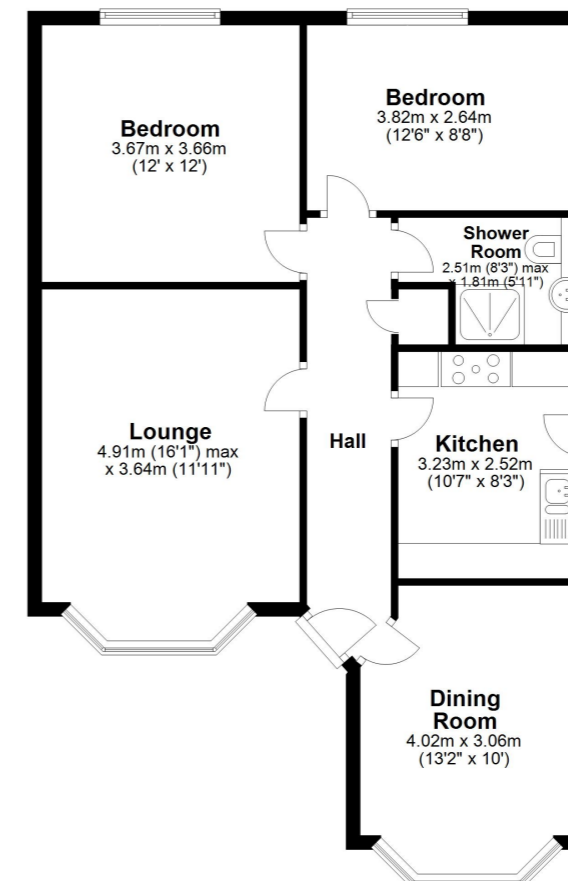 Bedroom
3.67m x 3.66m
(12' x 12')
Bedroom
3.82m x 2.64m
(12'6" x 8'8")
Shower
Room
2.51m (8'3") max
x 1.81m (5'11")
Lounge
4.91m (16'1") max
x 3.64m (11'11")
Hall
Kitchen
3.23m x 2.52m
(10'7" x 8'3")
Dining
Room
4.02m x 3.06m
(13'2" x 10')